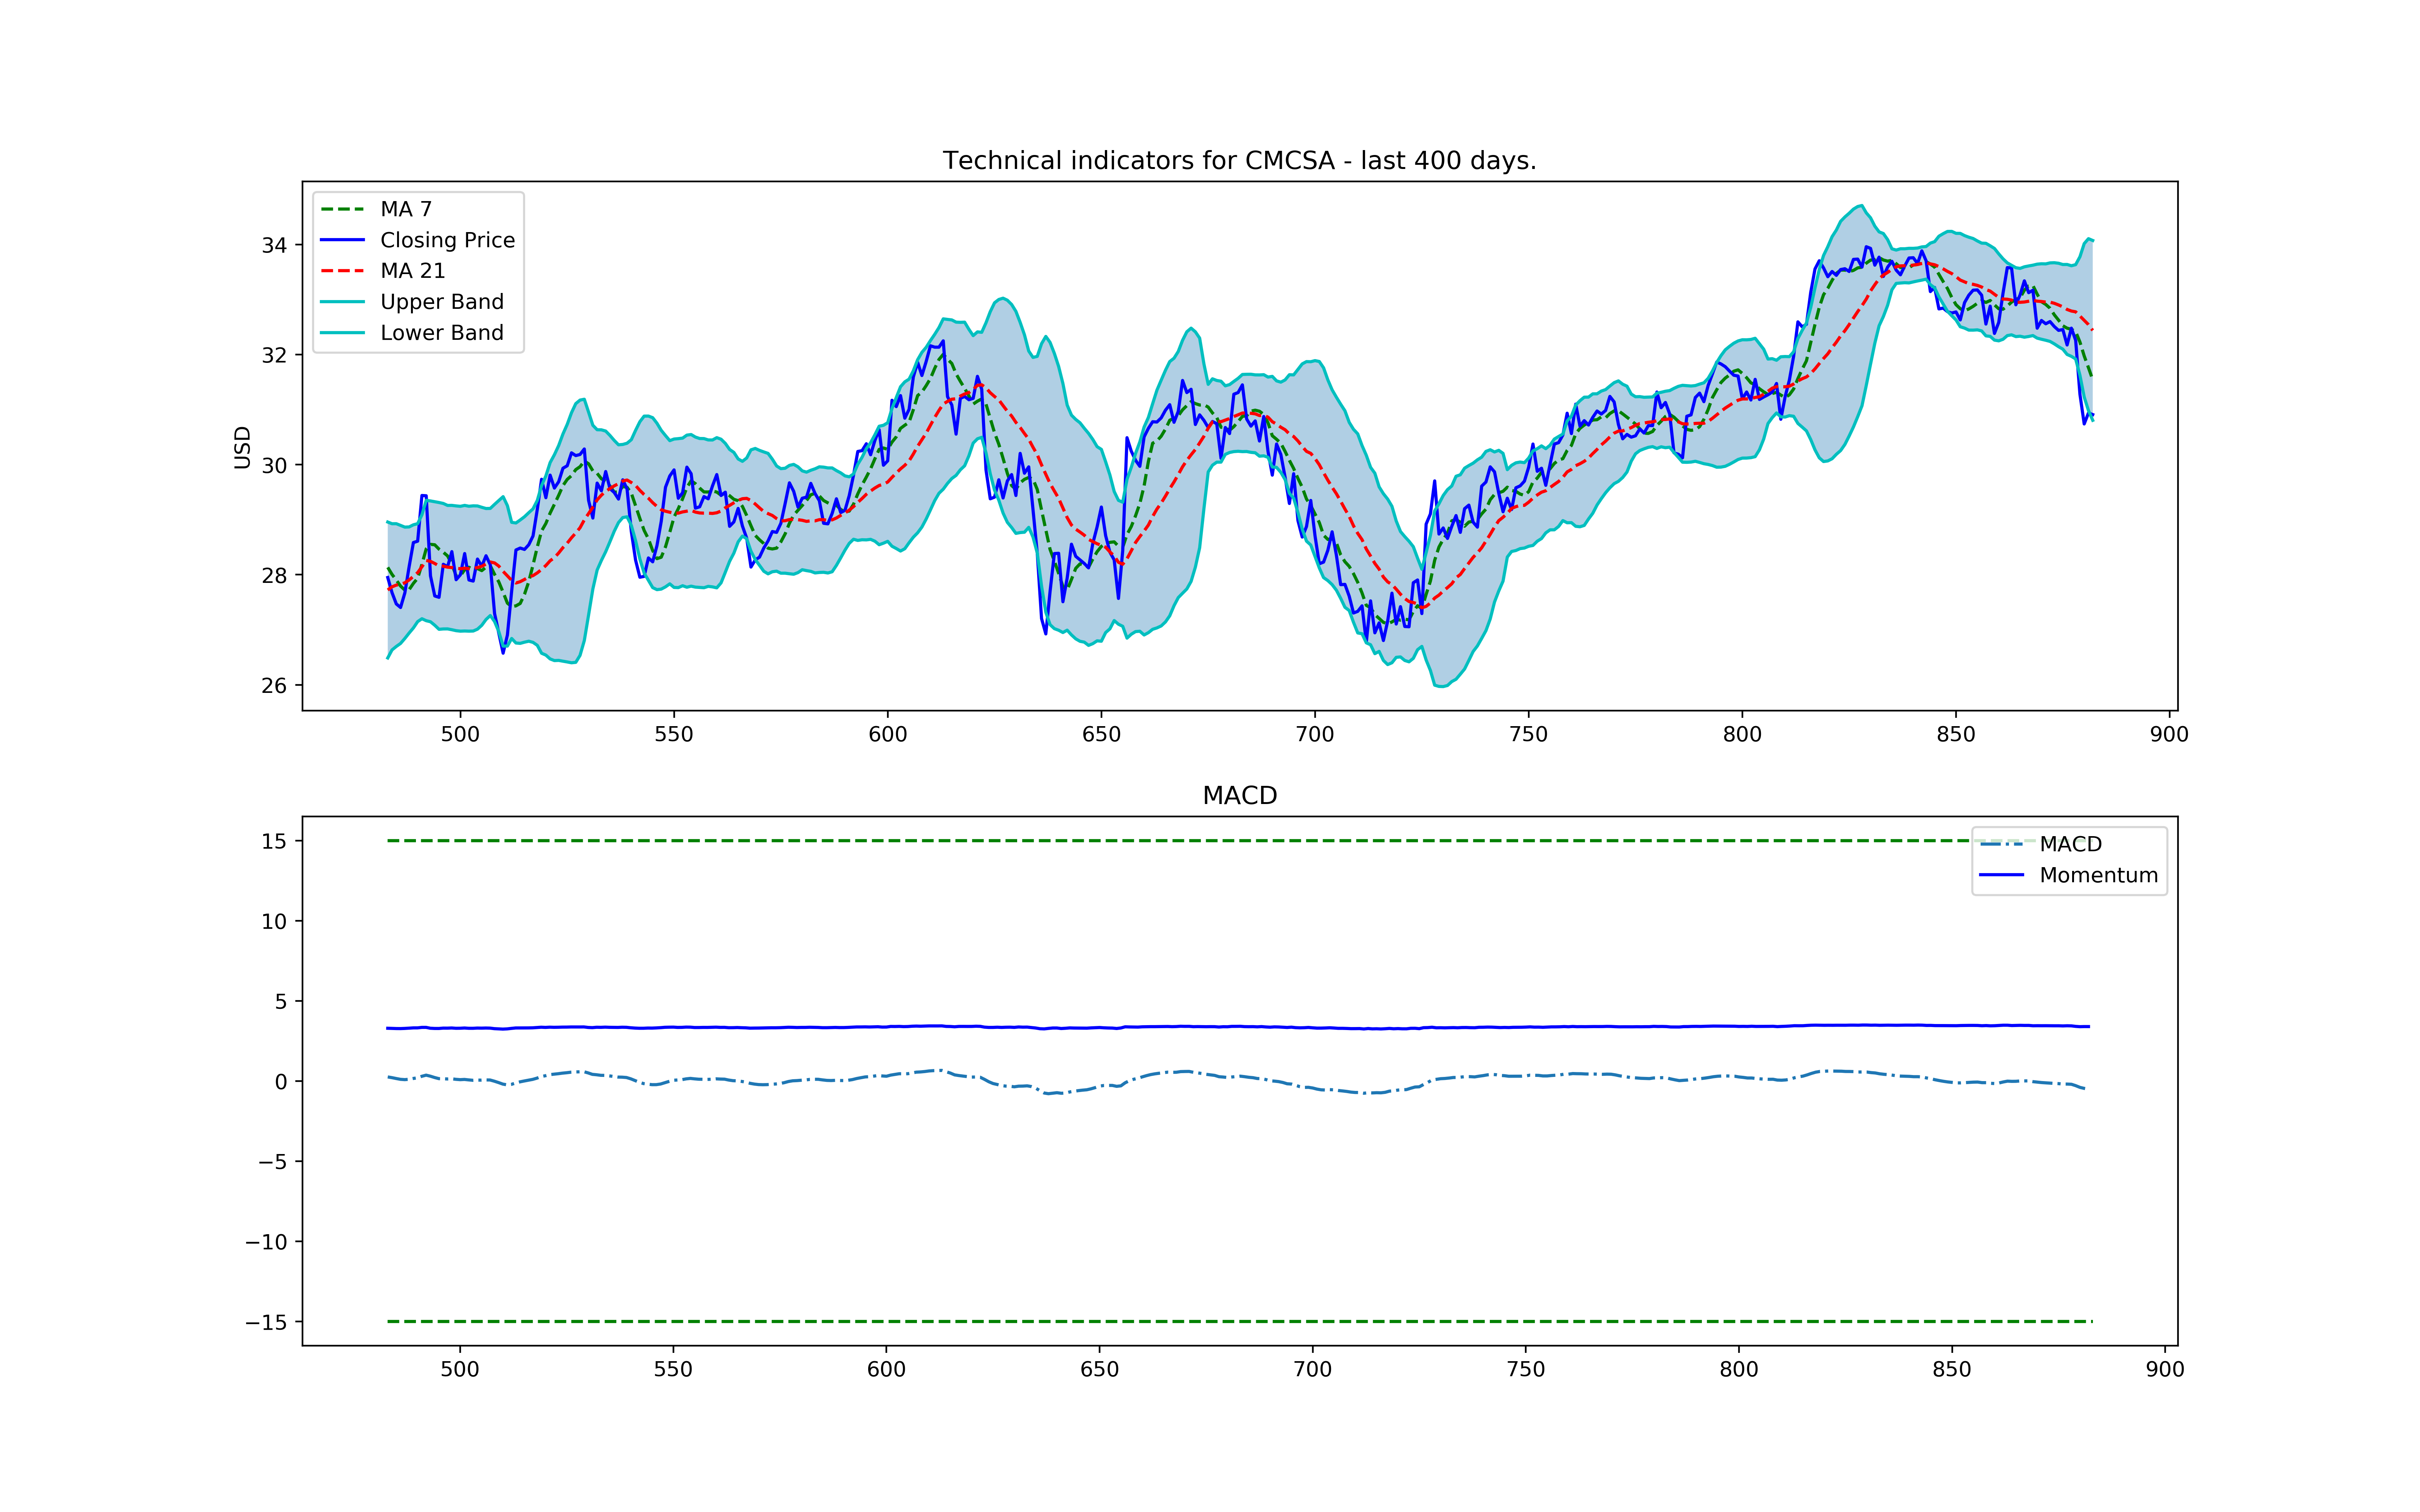 Technical indicators for CMCSA - last 400 days.
MA 7
Closing Price
MA 21
Upper Band
Lower Band
USD
34
32
30
28
26
500 550 600 650 700 750 800 850 900
MACD
MACD
Momentum
15
10
5
0
−5
−10
−15
500 550 600 650 700 750 800 850 900